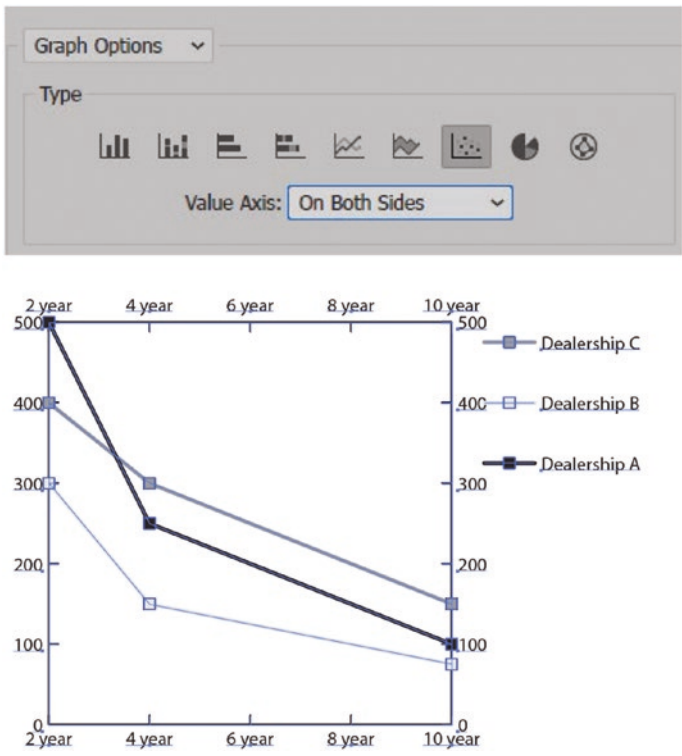 Graph Options
Type
Value Axis: On Both Sides
2 year 4 year 6 year 8 year 10 year
500 500 Dealership C
400 400 Dealership B
300 300 Dealership A
200 200
100 100
0 0
2 year 4 year 6 year 8 year 10 year